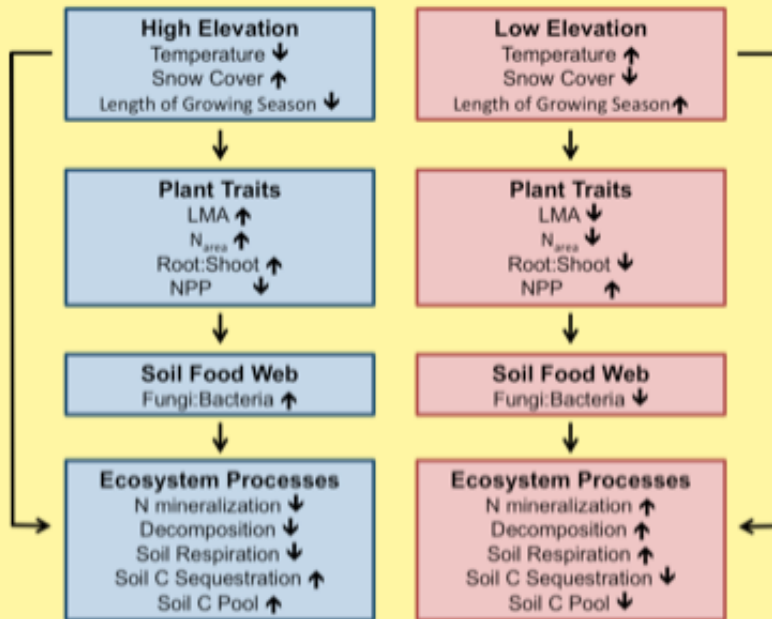 High Elevation
Temperature ↓
Snow Cover ↑
Length of Growing Season ↓
Plant Traits
LMA ↑
Narea ↑
Root:Shoot ↑
NPP ↓
Soil Food Web
Fungi:Bacteria ↑
Ecosystem Processes
N mineralization ↓
Decomposition ↓
Soil Respiration ↓
Soil C Sequestration ↑
Soil C Pool ↑
Low Elevation
Temperature ↑
Snow Cover ↓
Length of Growing Season ↑
Plant Traits
LMA ↓
Narea ↓
Root:Shoot ↓
NPP ↑
Soil Food Web
Fungi:Bacteria ↓
Ecosystem Processes
N mineralization ↑
Decomposition ↑
Soil Respiration ↑
Soil C Sequestration ↓
Soil C Pool ↓